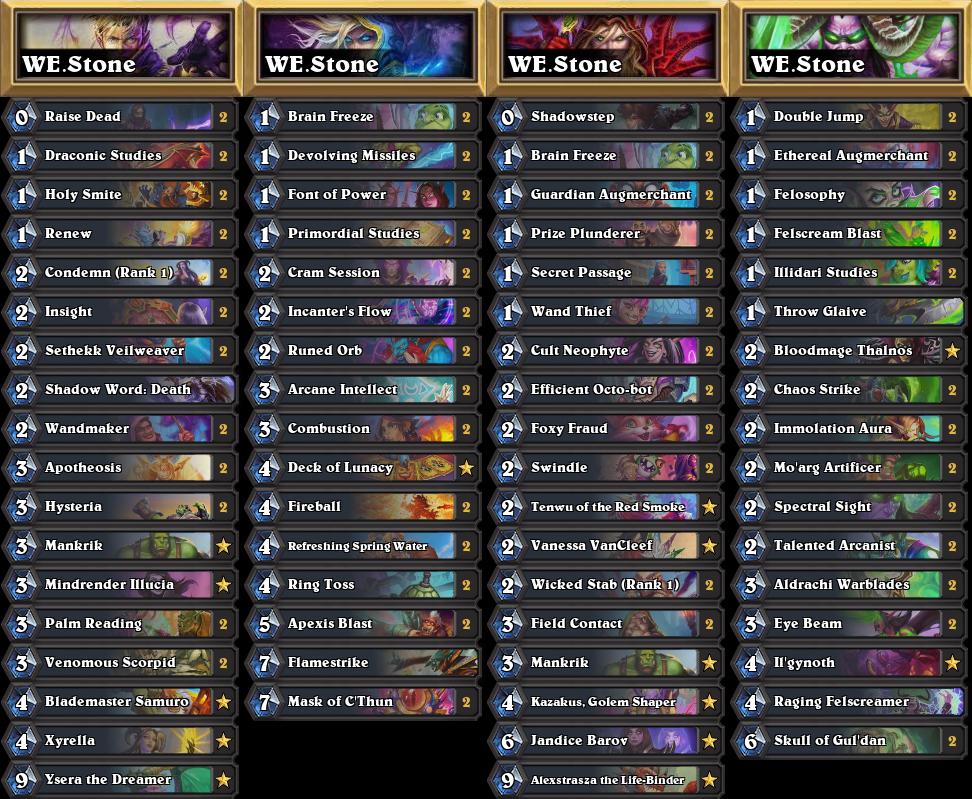 WE.Stone
0 Raise Dead 2
1 Draconic Studies 2
1 Holy Smite 2
1 Renew 2
2 Condemn (Rank 1) 2
2 Insight 2
2 Sethekk Veilweaver 2
2 Shadow Word: Death
2 Wandmaker 2
3 Apotheosis 2
3 Hysteria 2
3 Mankrik
3 Mindrender Illucia
3 Palm Reading 2
3 Venomous Scorpid 2
4 Blademaster Samuro
4 Xyrella
9 Ysera the Dreamer
WE.Stone
1 Brain Freeze 2
1 Devolving Missiles 2
1 Font of Power 2
1 Primordial Studies 2
2 Cram Session 2
2 Incanter's Flow 2
2 Runed Orb 2
3 Arcane Intellect 2
3 Combustion 2
4 Deck of Lunacy
4 Fireball 2
4 Refreshing Spring Water 2
4 Ring Toss 2
5 Apexis Blast 2
7 Flamestrike
7 Mask of C'Thun 2
WE.Stone
0 Shadowstep 2
1 Brain Freeze 2
1 Guardian Augmerchant 2
1 Prize Plunderer 2
1 Secret Passage 2
1 Wand Thief 2
2 Cult Neophyte 2
2 Efficient Octo-bot 2
2 Foxy Fraud 2
2 Swindle 2
2 Tenwu of the Red Smoke
2 Vanessa VanCleef
2 Wicked Stab (Rank 1) 2
3 Field Contact 2
3 Mankrik
4 Kazakus, Golem Shaper
6 Jandice Barov
9 Alexstrasza the Life-Binder
WE.Stone
1 Double Jump 2
1 Ethereal Augmerchant 2
1 Felosophy 2
1 Felscream Blast 2
1 Illidari Studies 2
1 Throw Glaive
2 Bloodmage Thalnos
2 Chaos Strike 2
2 Immolation Aura 2
2 Mo'arg Artificer 2
2 Spectral Sight 2
2 Talented Arcanist 2
3 Aldrachi Warblades 2
3 Eye Beam 2
4 Il'gynoth
4 Raging Felscreamer
6 Skull of Gul'dan 2